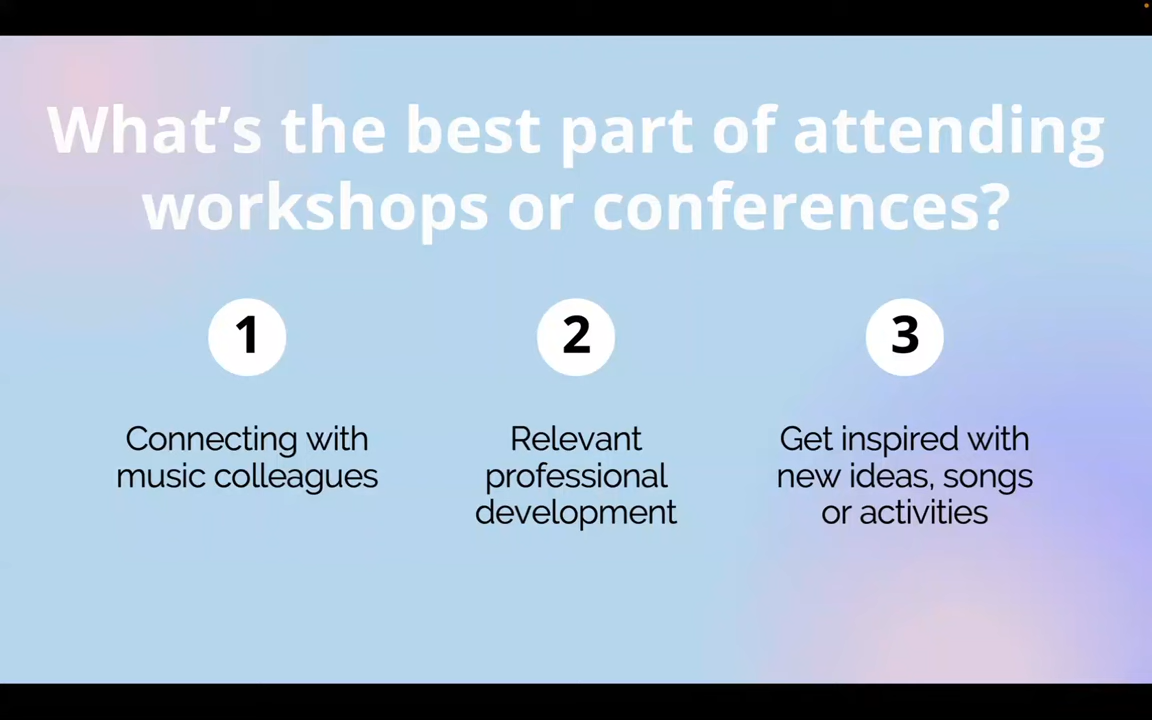 What’s the best part of attending
workshops or conferences?
1
2
3
Connecting with
music colleagues
Relevant
professional
development
Get inspired with
new ideas, songs
or activities